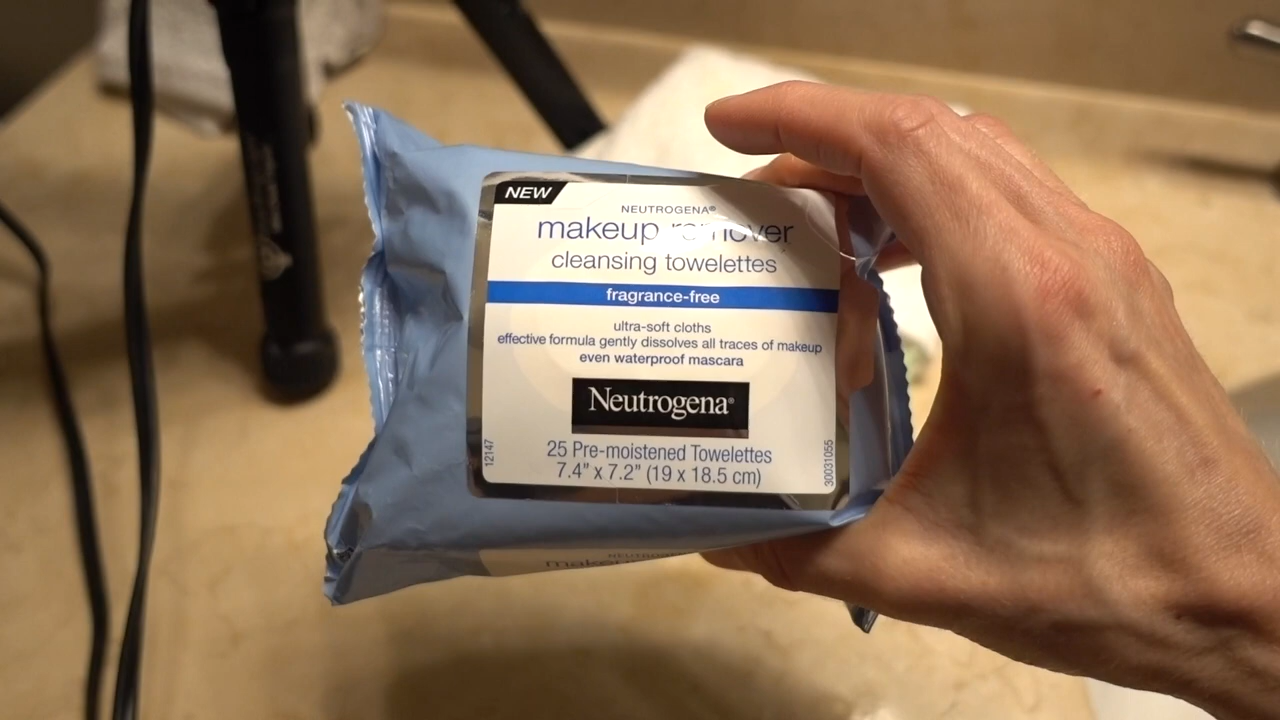 NEW
NEUTROGENA®
makeup remover
cleansing towelettes
fragrance-free
ultra-soft cloths
effective formula gently dissolves all traces of makeup
even waterproof mascara
Neutrogena®
25 Pre-moistened Towelettes
7.4" x 7.2" (19 x 18.5 cm)
12147
30031055
NEUTROGENA